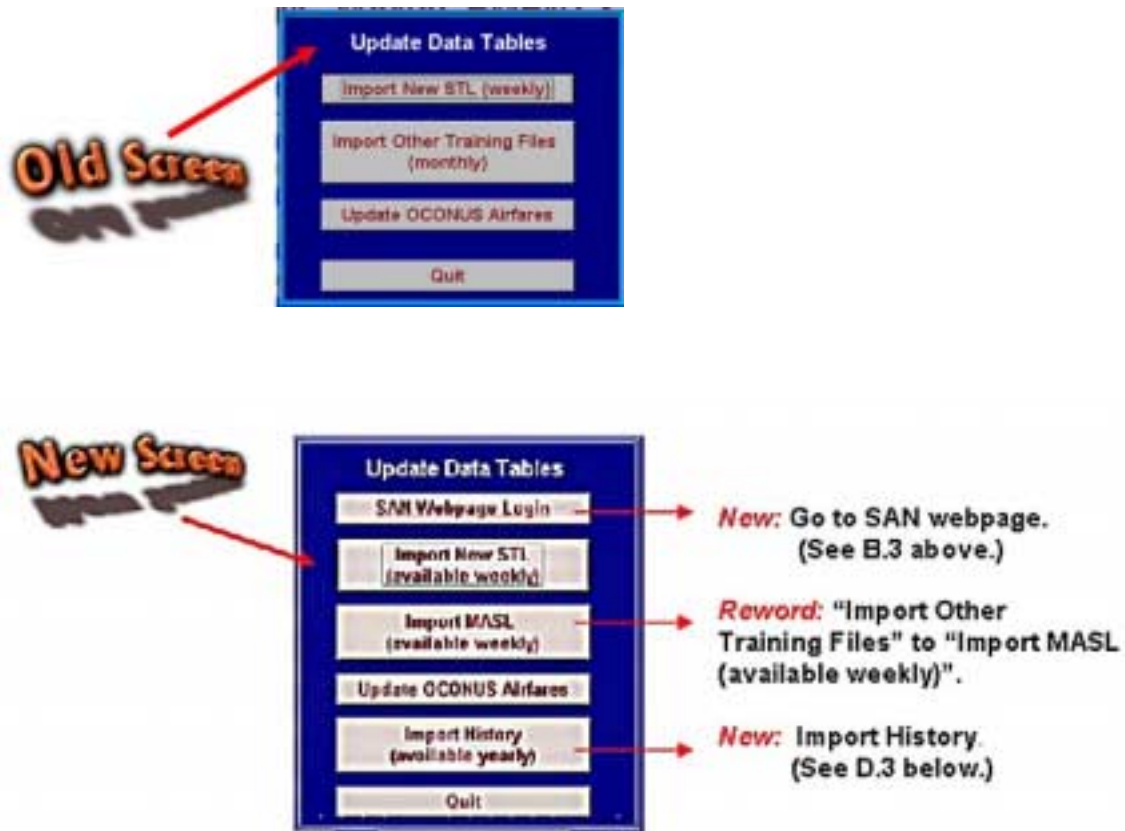 Update Data Tables
Import New STL (weekly)
Import Other Training Files
(monthly)
Update OCONUS Airfares
Quit
Old Screen
New Screen
Update Data Tables
SAN Webpage Login
Import New STL
(available weekly)
Import MASL
(available weekly)
Update OCONUS Airfares
Import History
(available yearly)
Quit
New: Go to SAN webpage.
(See B.3 above.)
Reword: “Import Other
Training Files” to “Import MASL
(available weekly)”.
New: Import History.
(See D.3 below.)